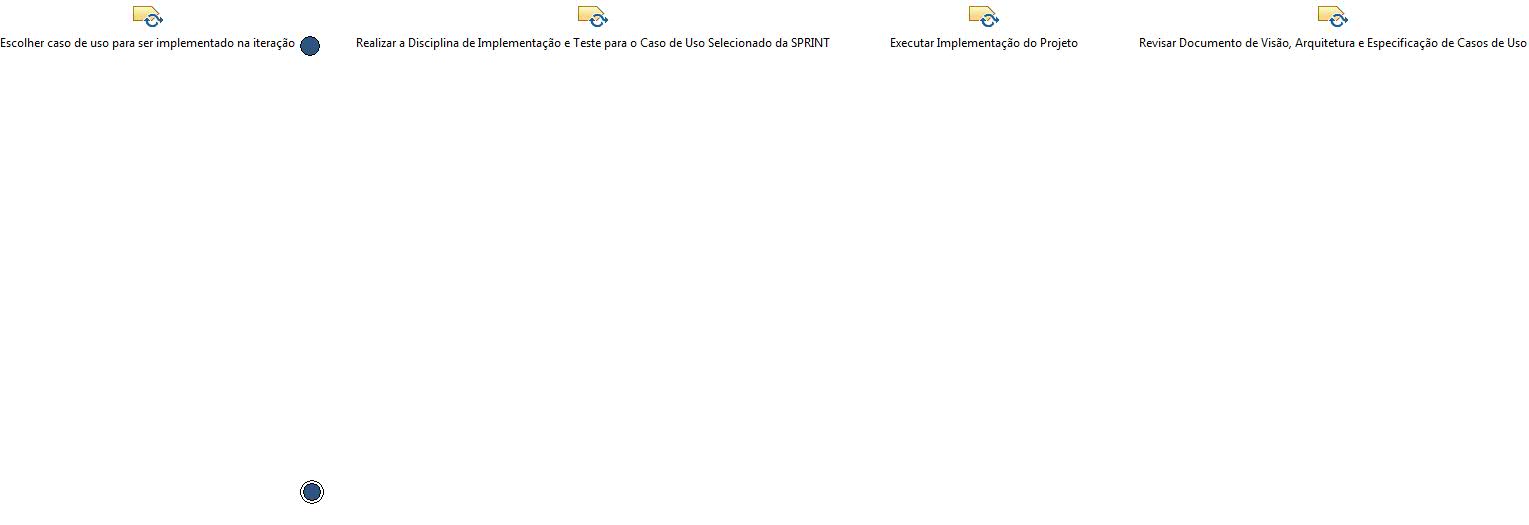 Escolher caso de uso para ser implementado na iteração
Realizar a Disciplina de Implementação e Teste para o Caso de Uso Selecionado da SPRINT
Executar Implementação do Projeto
Revisar Documento de Visão, Arquitetura e Especificação de Casos de Uso